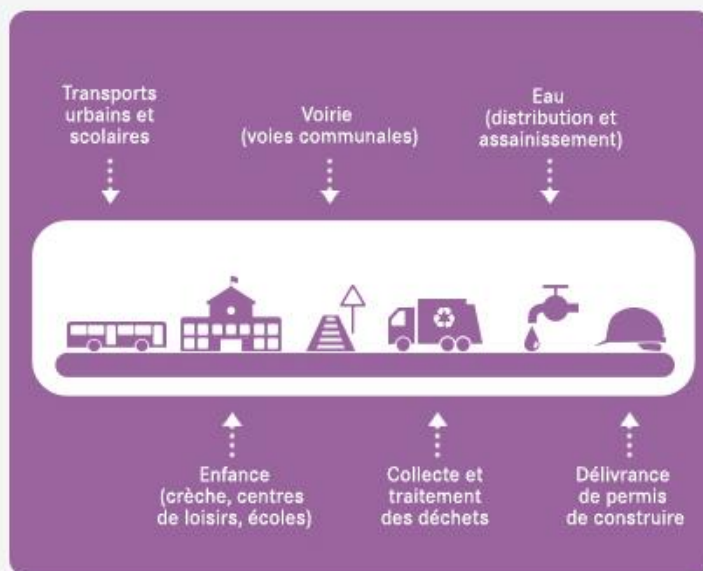 Transports
urbains et
scolaires
Voirie
(voies communales)
Eau
(distribution et
assainissement)
Enfance
(crèche, centres
de loisirs, écoles)
Collecte et
traitement
des déchets
Délivrance
de permis
de construire